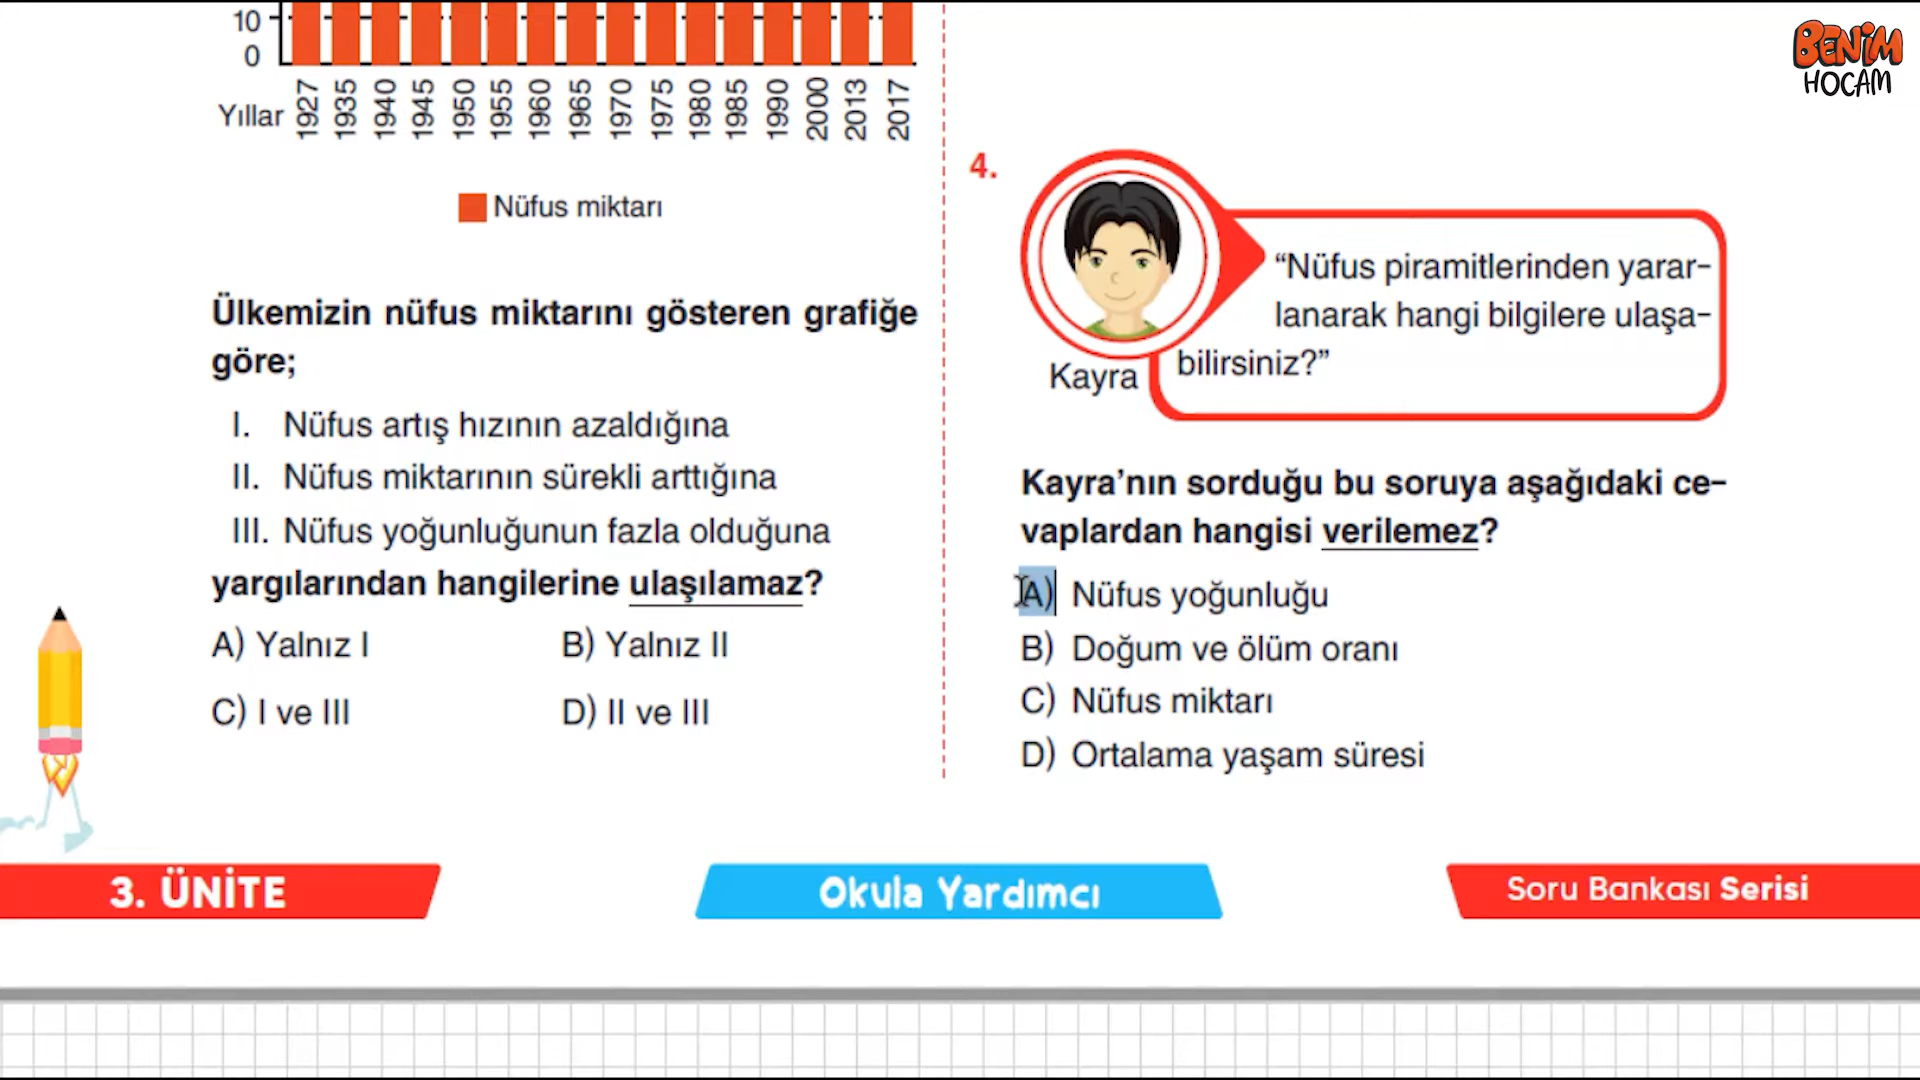 BENİM
HOCAM
10
0
Yıllar 1927 1935 1940 1945 1950 1955 1960 1965 1970 1975 1980 1985 1990 2000 2013 2017
Nüfus miktarı
Ülkemizin nüfus miktarını gösteren grafiğe
göre;
I. Nüfus artış hızının azaldığına
II. Nüfus miktarının sürekli arttığına
III. Nüfus yoğunluğunun fazla olduğuna
yargılarından hangilerine ulaşılamaz?
A) Yalnız I B) Yalnız II
C) I ve III D) II ve III
4.
"Nüfus piramitlerinden yarar-
lanarak hangi bilgilere ulaşa-
bilirsiniz?"
Kayra
Kayra'nın sorduğu bu soruya aşağıdaki ce-
vaplardan hangisi verilemez?
A) Nüfus yoğunluğu
B) Doğum ve ölüm oranı
C) Nüfus miktarı
D) Ortalama yaşam süresi
3. ÜNİTE
Okula Yardımcı
Soru Bankası Serisi